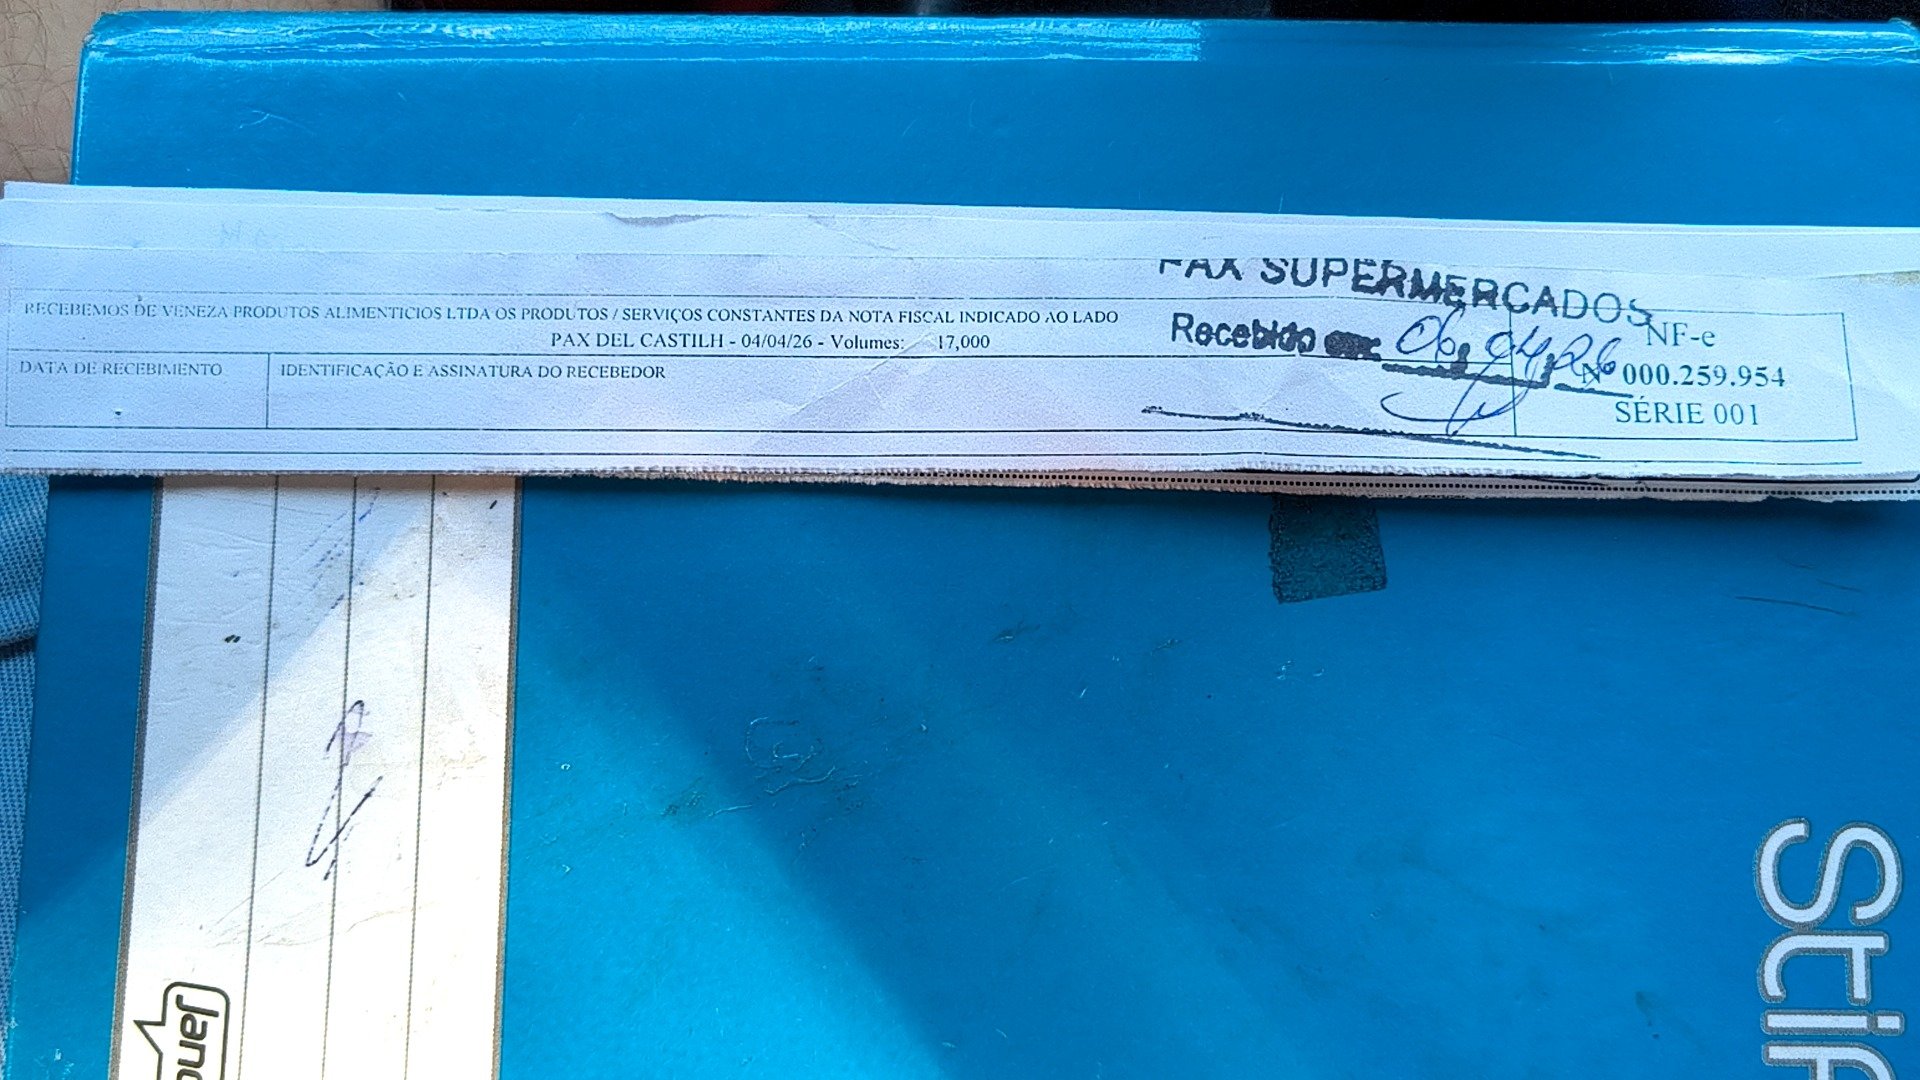 PAX SUPERMERCADOS
RECEBEMOS DE VENEZA PRODUTOS ALIMENTICIOS LTDA OS PRODUTOS / SERVIÇOS CONSTANTES DA NOTA FISCAL INDICADO AO LADO
PAX DEL CASTILH - 04/04/26 - Volumes: 17,000
Recebido em: 06, 04, 26
NF-e
Nº 000.259.954
SÉRIE 001
DATA DE RECEBIMENTO
IDENTIFICAÇÃO E ASSINATURA DO RECEBEDOR